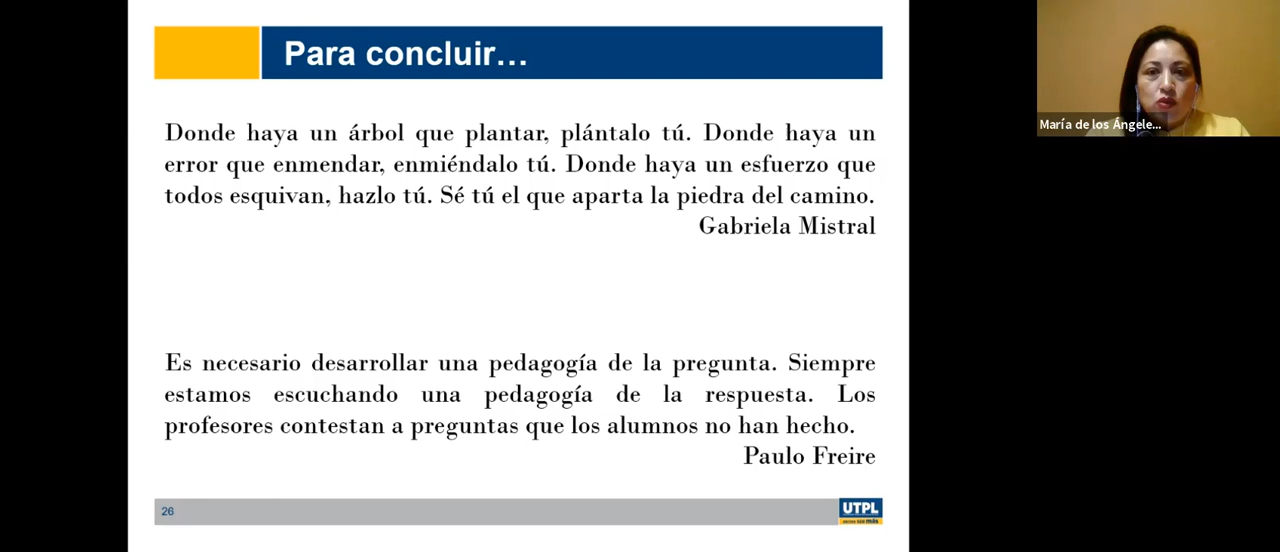 Para concluir...
Donde haya un árbol que plantar, plántalo tú. Donde haya un
error que enmendar, enmiéndalo tú. Donde haya un esfuerzo que
todos esquivan, hazlo tú. Sé tú el que aparta la piedra del camino.
Gabriela Mistral
Es necesario desarrollar una pedagogía de la pregunta. Siempre
estamos escuchando una pedagogía de la respuesta. Los
profesores contestan a preguntas que los alumnos no han hecho.
Paulo Freire
26
UTPL
DECIDE SER más
María de los Ángele...